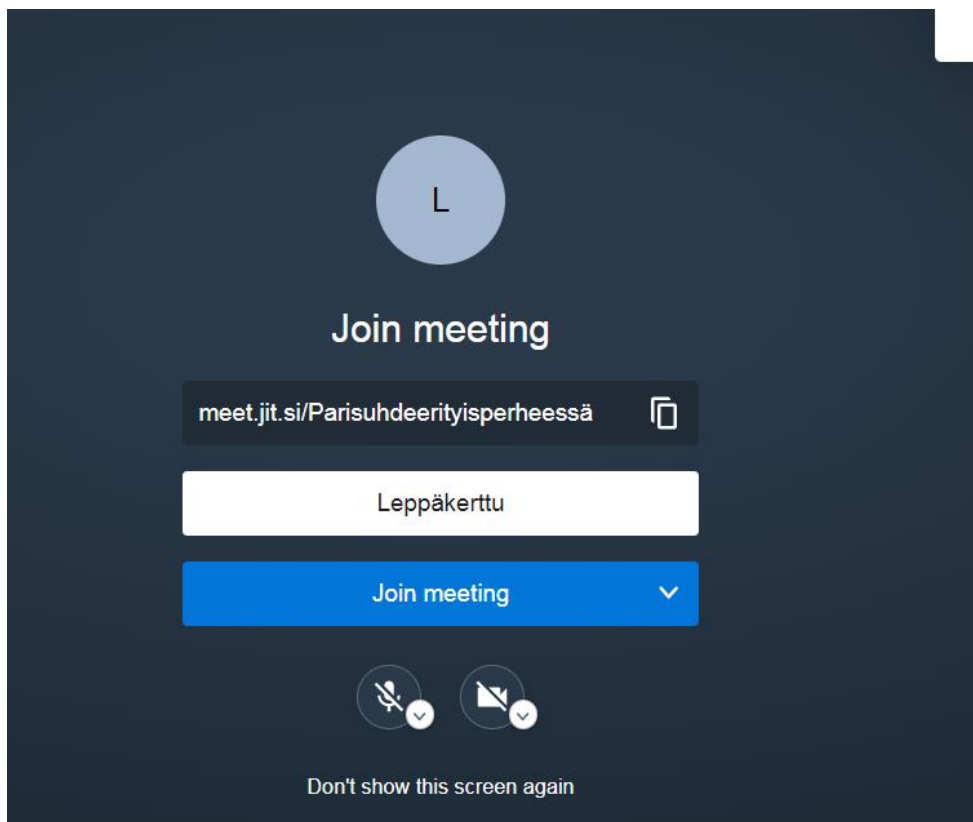 L
Join meeting
meet.jit.si/Parisuhdeerityisperheessä
Leppäkerttu
Join meeting
Don't show this screen again